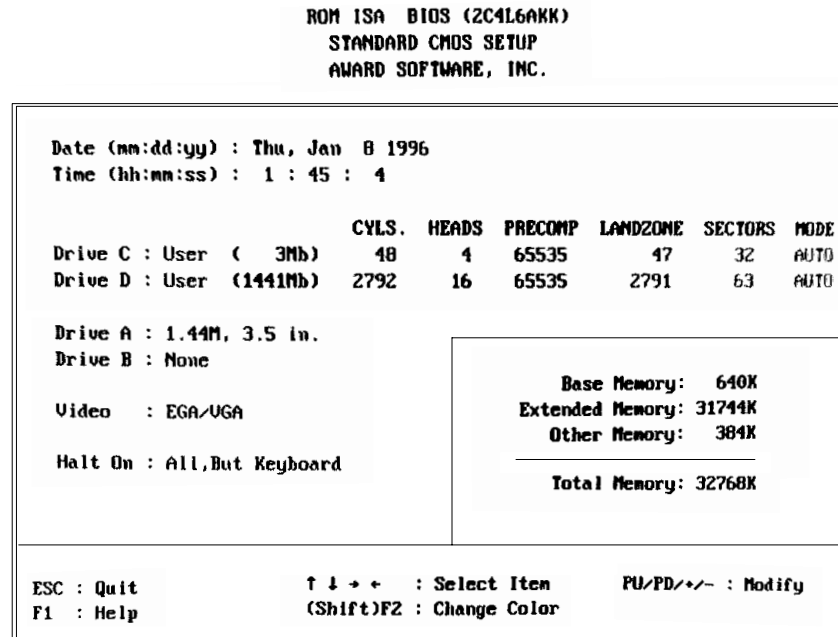 ROM ISA BIOS (2C4L6AKK)
STANDARD CMOS SETUP
AWARD SOFTWARE, INC.
Date (mm:dd:yy) : Thu, Jan 8 1996
Time (hh:mm:ss) : 1 : 45 : 4
CYLS. HEADS PRECOMP LANDZONE SECTORS MODE
Drive C : User ( 3Mb) 48 4 65535 47 32 AUTO
Drive D : User (1441Mb) 2792 16 65535 2791 63 AUTO
Drive A : 1.44M, 3.5 in.
Drive B : None
Video : EGA/VGA
Halt On : All,But Keyboard
Base Memory: 640K
Extended Memory: 31744K
Other Memory: 384K
Total Memory: 32768K
ESC : Quit ↑ ↓ → ← : Select Item PU/PD/+/- : Modify
F1 : Help (Shift)F2 : Change Color